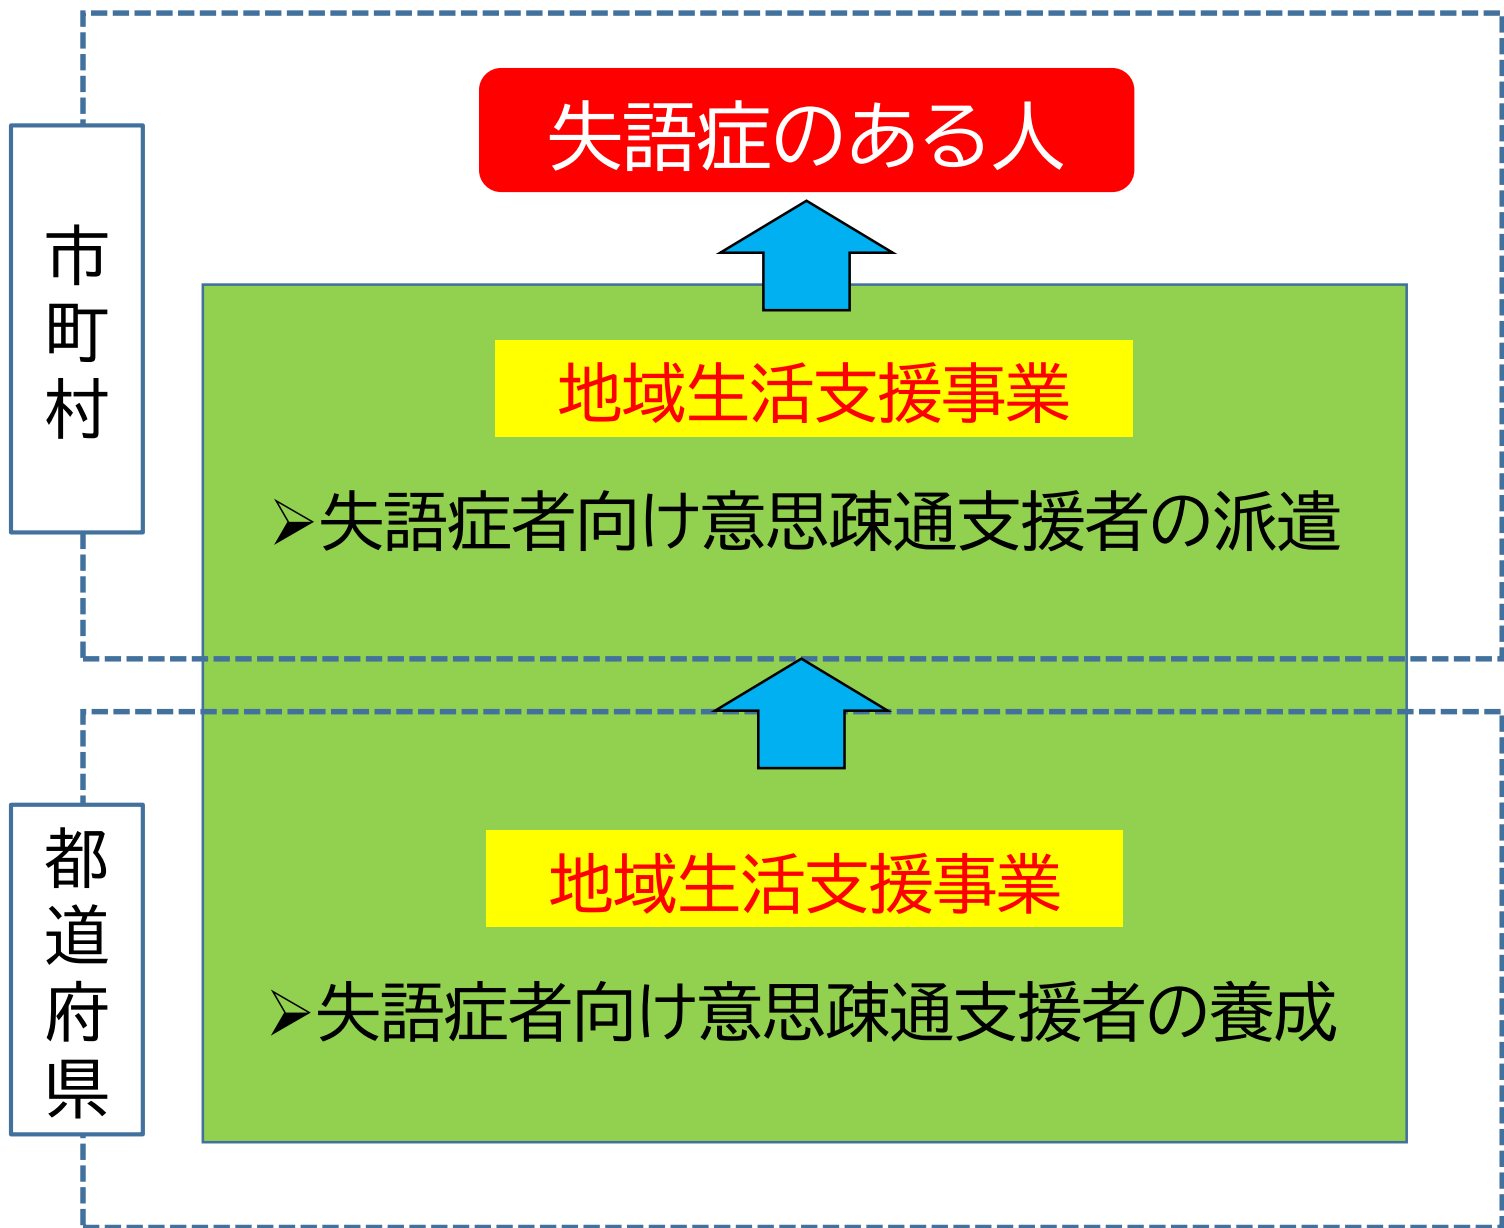 失語症のある人
市町村
地域生活支援事業
➢失語症者向け意思疎通支援者の派遣
都道府県
地域生活支援事業
➢失語症者向け意思疎通支援者の養成